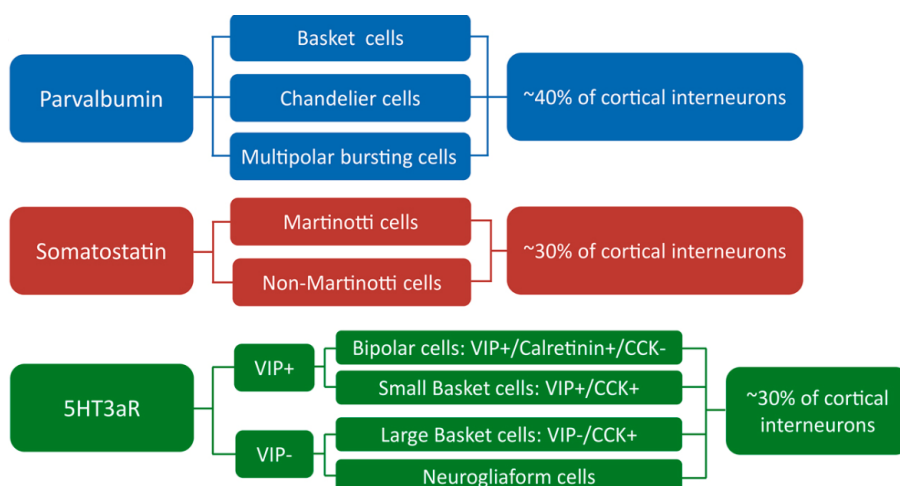 Basket cells
Parvalbumin
Chandelier cells
~40% of cortical interneurons
Multipolar bursting cells
Martinotti cells
Somatostatin
~30% of cortical interneurons
Non-Martinotti cells
Bipolar cells: VIP+/Calretinin+/CCK-
VIP+
Small Basket cells: VIP+/CCK+
5HT3aR
~30% of cortical
interneurons
Large Basket cells: VIP-/CCK+
VIP-
Neurogliaform cells